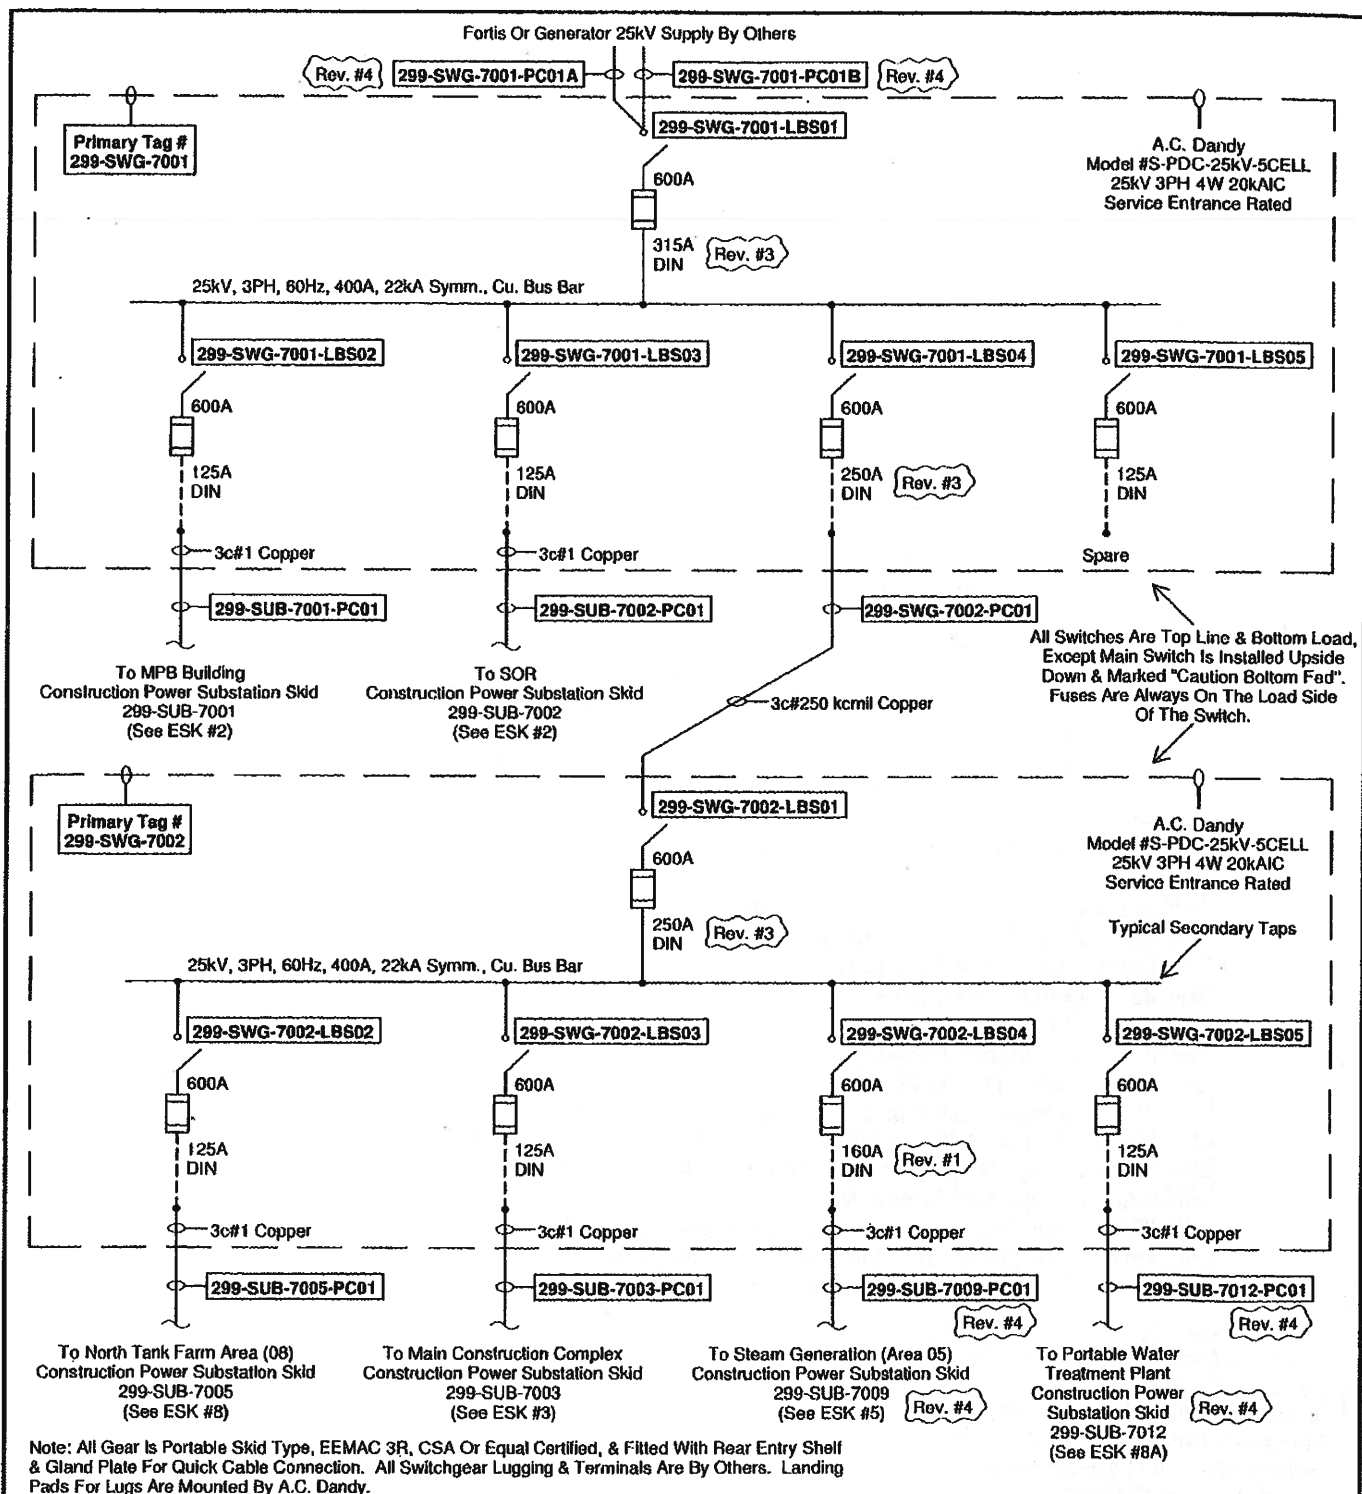 Fortis Or Generator 25kV Supply By Others
Rev. #4
299-SWG-7001-PC01A
299-SWG-7001-PC01B
Rev. #4
299-SWG-7001-LBS01
Primary Tag #
299-SWG-7001
A.C. Dandy
Model #S-PDC-25kV-5CELL
25kV 3PH 4W 20kAIC
Service Entrance Rated
600A
315A
DIN
Rev. #3
25kV, 3PH, 60Hz, 400A, 22kA Symm., Cu. Bus Bar
299-SWG-7001-LBS02
299-SWG-7001-LBS03
299-SWG-7001-LBS04
299-SWG-7001-LBS05
600A
600A
600A
600A
125A
DIN
125A
DIN
250A
DIN
Rev. #3
125A
DIN
3c#1 Copper
3c#1 Copper
Spare
299-SUB-7001-PC01
299-SUB-7002-PC01
299-SWG-7002-PC01
All Switches Are Top Line & Bottom Load,
Except Main Switch Is Installed Upside
Down & Marked "Caution Bottom Fed".
Fuses Are Always On The Load Side
Of The Switch.
To MPB Building
Construction Power Substation Skid
299-SUB-7001
(See ESK #2)
To SOR
Construction Power Substation Skid
299-SUB-7002
(See ESK #2)
3c#250 kcmil Copper
Primary Tag #
299-SWG-7002
299-SWG-7002-LBS01
A.C. Dandy
Model #S-PDC-25kV-5CELL
25kV 3PH 4W 20kAIC
Service Entrance Rated
600A
250A
DIN
Rev. #3
Typical Secondary Taps
25kV, 3PH, 60Hz, 400A, 22kA Symm., Cu. Bus Bar
299-SWG-7002-LBS02
299-SWG-7002-LBS03
299-SWG-7002-LBS04
299-SWG-7002-LBS05
600A
600A
600A
600A
125A
DIN
125A
DIN
160A
DIN
Rev. #1
125A
DIN
3c#1 Copper
3c#1 Copper
3c#1 Copper
3c#1 Copper
299-SUB-7005-PC01
299-SUB-7003-PC01
299-SUB-7009-PC01
299-SUB-7012-PC01
Rev. #4
Rev. #4
To North Tank Farm Area (08)
Construction Power Substation Skid
299-SUB-7005
(See ESK #8)
To Main Construction Complex
Construction Power Substation Skid
299-SUB-7003
(See ESK #3)
To Steam Generation (Area 05)
Construction Power Substation Skid
299-SUB-7009
(See ESK #5)
Rev. #4
To Portable Water
Treatment Plant
Construction Power
Substation Skid
299-SUB-7012
(See ESK #8A)
Rev. #4
Note: All Gear Is Portable Skid Type, EEMAC 3R, CSA Or Equal Certified, & Fitted With Rear Entry Shelf
& Gland Plate For Quick Cable Connection. All Switchgear Lugging & Terminals Are By Others. Landing
Pads For Lugs Are Mounted By A.C. Dandy.